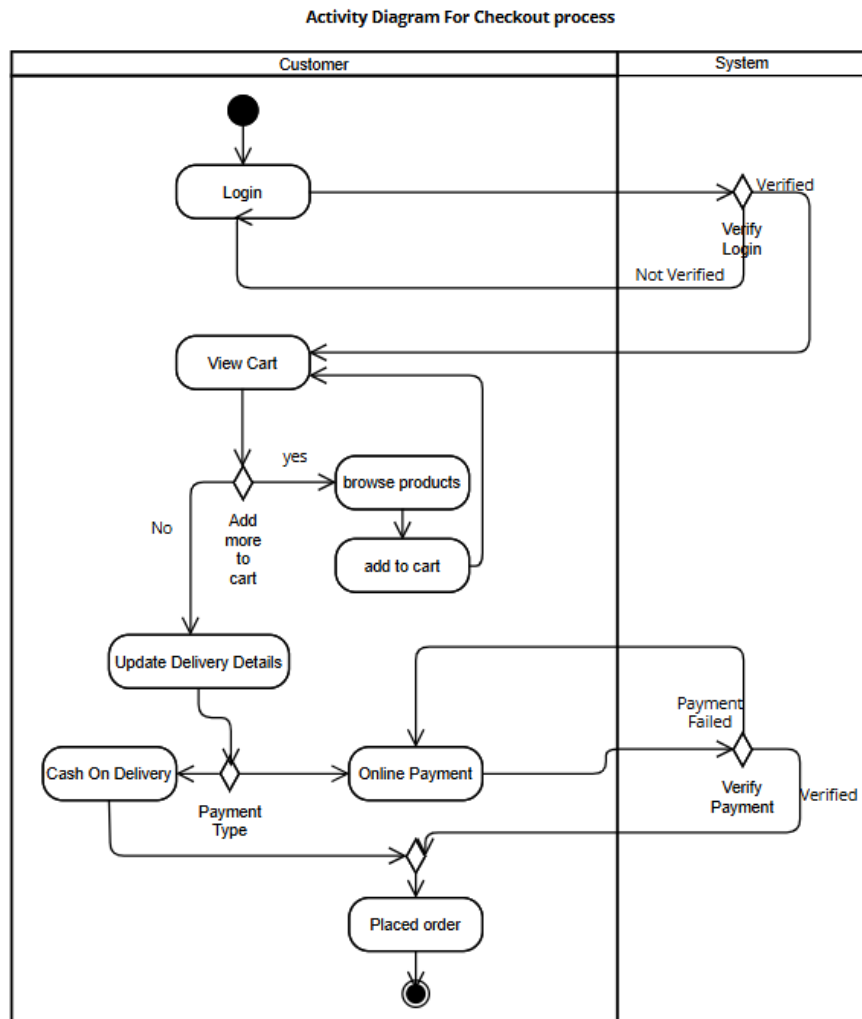 Activity Diagram For Checkout process
Customer
System
Login
Verified
Verify
Login
Not Verified
View Cart
yes
browse products
No
Add
more
to
cart
add to cart
Update Delivery Details
Payment
Failed
Cash On Delivery
Online Payment
Payment
Type
Verify
Payment
Verified
Placed order